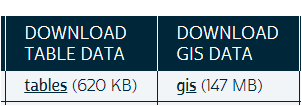 DOWNLOAD DOWNLOAD
TABLE DATA GIS DATA
tables (620 KB) gis (147 MB)